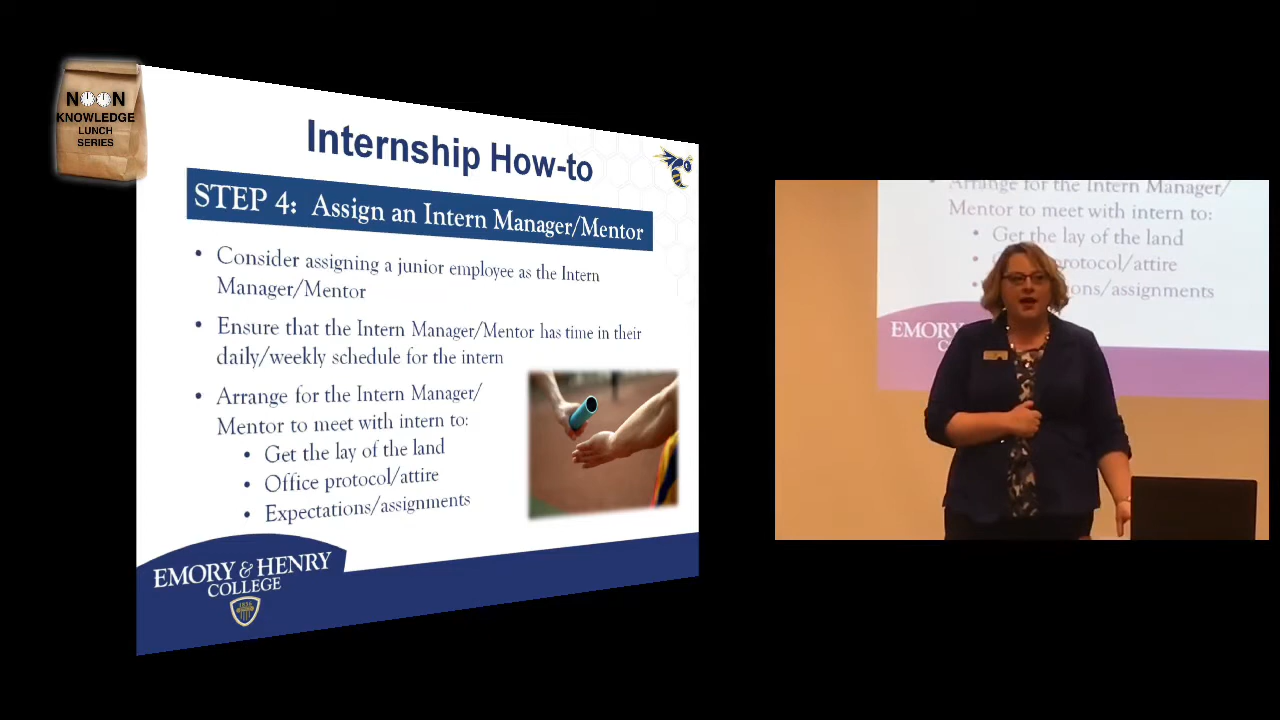 NOON
KNOWLEDGE
LUNCH
SERIES
Internship How-to
STEP 4: Assign an Intern Manager/Mentor
• Consider assigning a junior employee as the Intern
Manager/Mentor
• Ensure that the Intern Manager/Mentor has time in their
daily/weekly schedule for the intern
• Arrange for the Intern Manager/
Mentor to meet with intern to:
• Get the lay of the land
• Office protocol/attire
• Expectations/assignments
EMORY & HENRY
COLLEGE
1836
Arrange for the Intern Manager/
Mentor to meet with intern to:
• Get the lay of the land
protocol/attire
ons/assignments
EMORY